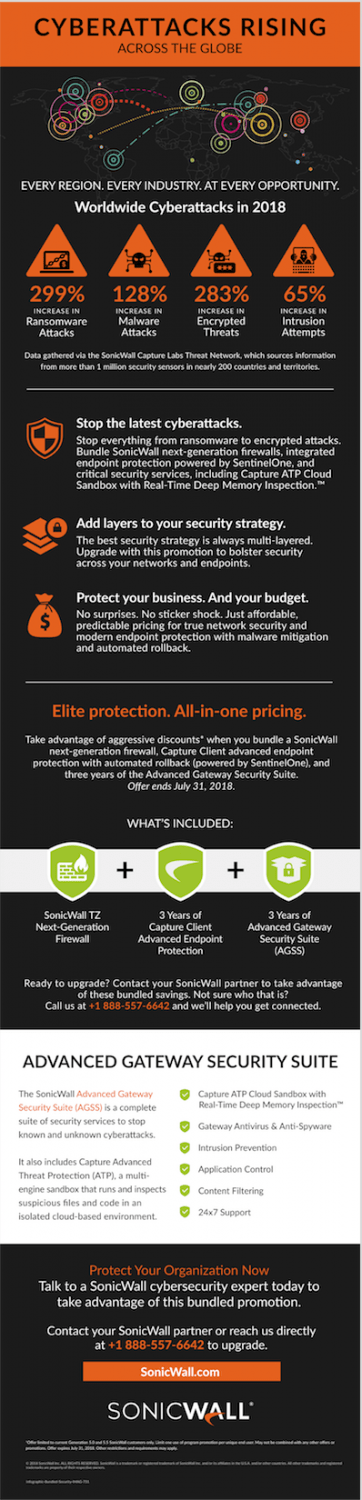 CYBERATTACKS RISING
ACROSS THE GLOBE
EVERY REGION. EVERY INDUSTRY. AT EVERY OPPORTUNITY.
Worldwide Cyberattacks in 2018
299%
INCREASE IN
Ransomware
Attacks
128%
INCREASE IN
Malware
Attacks
283%
INCREASE IN
Encrypted
Threats
65%
INCREASE IN
Intrusion
Attempts
Data gathered via the SonicWall Capture Labs Threat Network, which sources information
from more than 1 million security sensors in nearly 200 countries and territories.
Stop the latest cyberattacks.
Stop everything from ransomware to encrypted attacks.
Bundle SonicWall next-generation firewalls, integrated
endpoint protection powered by SentinelOne, and
critical security services, including Capture ATP Cloud
Sandbox with Real-Time Deep Memory Inspection.™
Add layers to your security strategy.
The best security strategy is always multi-layered.
Upgrade with this promotion to bolster security
across your networks and endpoints.
Protect your business. And your budget.
No surprises. No sticker shock. Just affordable,
predictable pricing for true network security and
modern endpoint protection with malware mitigation
and automated rollback.
Elite protection. All-in-one pricing.
Take advantage of aggressive discounts* when you bundle a SonicWall
next-generation firewall, Capture Client advanced endpoint
protection with automated rollback (powered by SentinelOne), and
three years of the Advanced Gateway Security Suite.
Offer ends July 31, 2018.
WHAT'S INCLUDED:
+
+
SonicWall TZ
Next-Generation
Firewall
3 Years of
Capture Client
Advanced Endpoint
Protection
3 Years of
Advanced Gateway
Security Suite
(AGSS)
Ready to upgrade? Contact your SonicWall partner to take advantage
of these bundled savings. Not sure who that is?
Call us at +1 888-557-6642 and we'll help you get connected.
ADVANCED GATEWAY SECURITY SUITE
The SonicWall Advanced Gateway
Security Suite (AGSS) is a complete
suite of security services to stop
known and unknown cyberattacks.
It also includes Capture Advanced
Threat Protection (ATP), a multi-
engine sandbox that runs and inspects
suspicious files and code in an
isolated cloud-based environment.
Capture ATP Cloud Sandbox with
Real-Time Deep Memory Inspection™
Gateway Antivirus & Anti-Spyware
Intrusion Prevention
Application Control
Content Filtering
24x7 Support
Protect Your Organization Now
Talk to a SonicWall cybersecurity expert today to
take advantage of this bundled promotion.
Contact your SonicWall partner or reach us directly
at +1 888-557-6642 to upgrade.
SonicWall.com
SONICWALL®